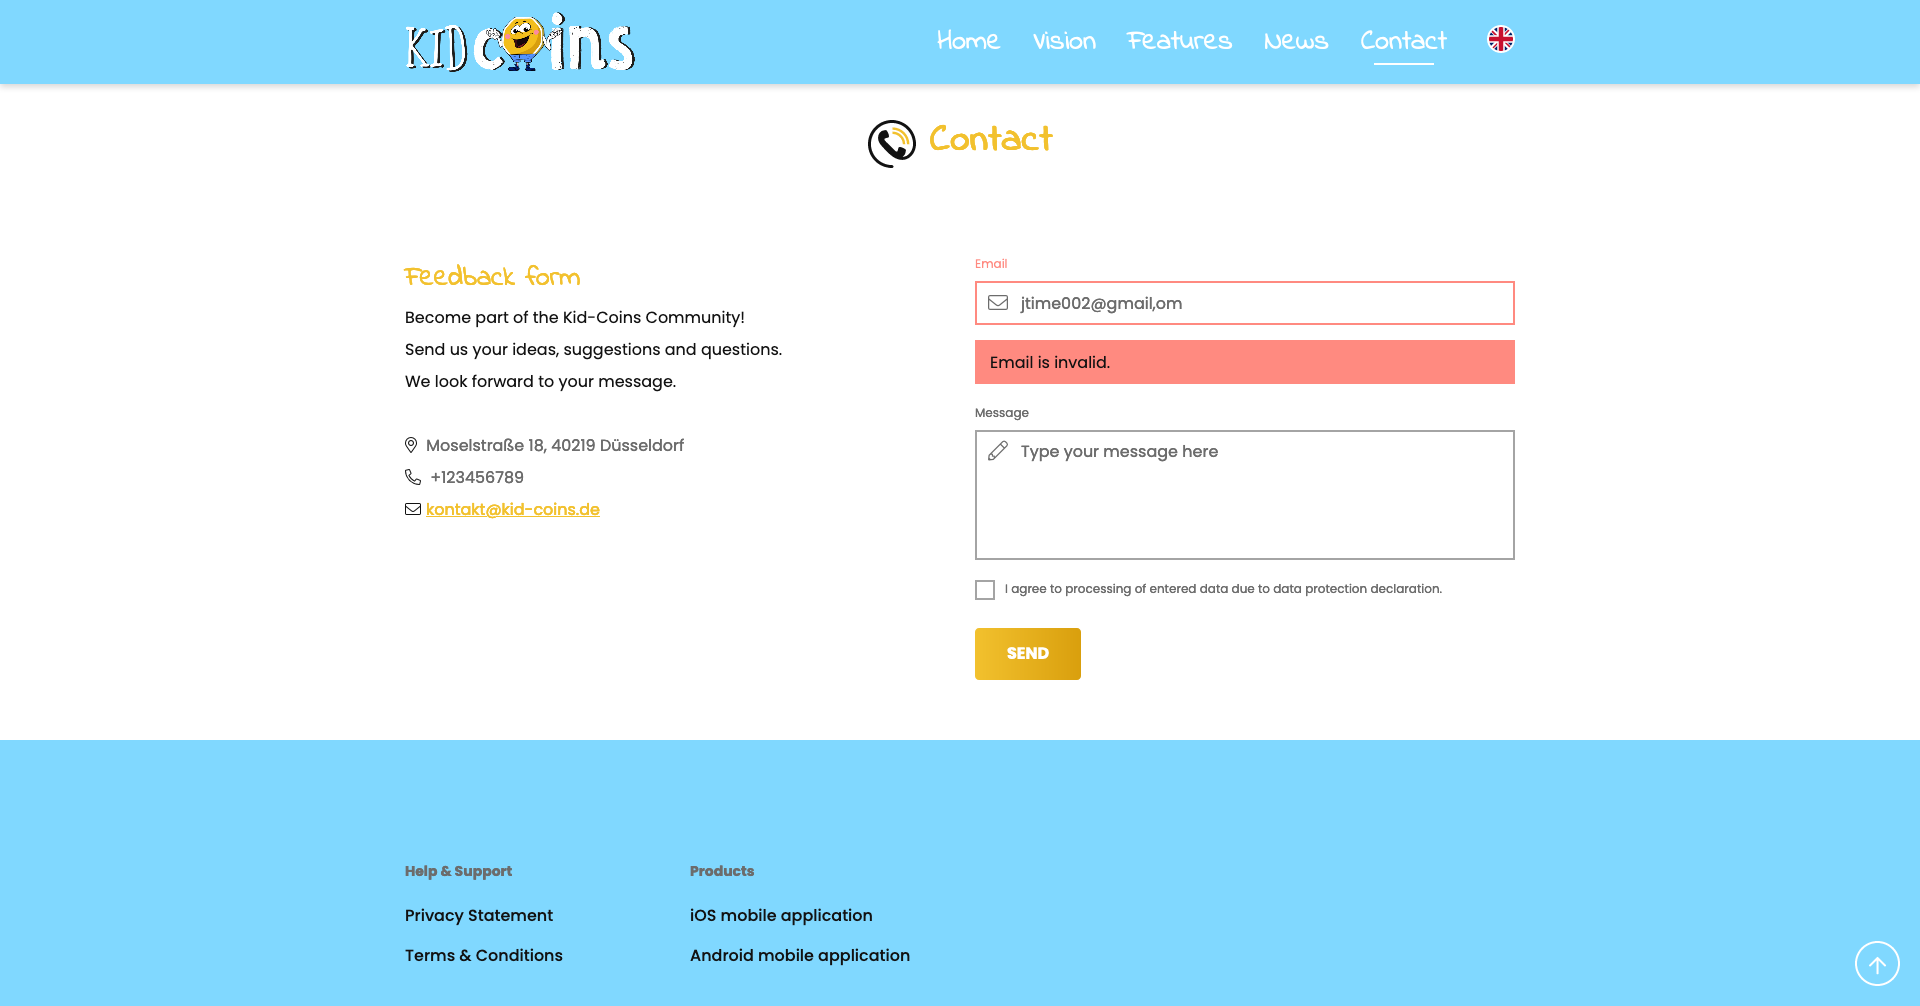 KID coins
Home Vision Features News Contact
Contact
Feedback form
Become part of the Kid-Coins Community!
Send us your ideas, suggestions and questions.
We look forward to your message.
Moselstraße 18, 40219 Düsseldorf
+123456789
kontakt@kid-coins.de
Email
jtime002@gmail,om
Email is invalid.
Message
Type your message here
I agree to processing of entered data due to data protection declaration.
SEND
Help & Support
Privacy Statement
Terms & Conditions
Products
iOS mobile application
Android mobile application